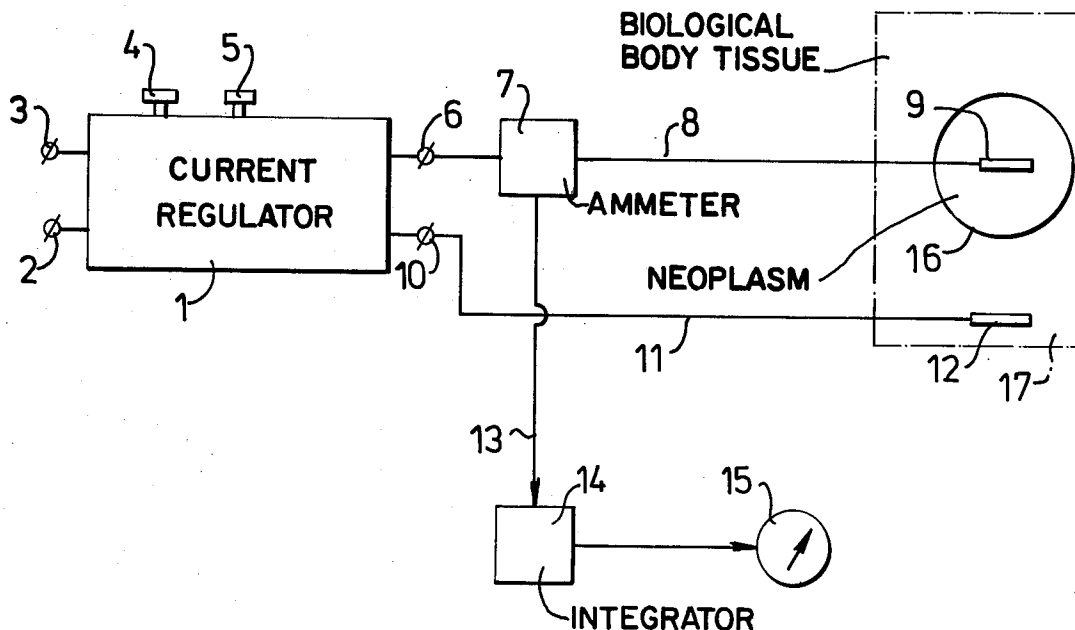 BIOLOGICAL
BODY TISSUE
4
5
3
6
7
8
9
CURRENT
REGULATOR
AMMETER
2
1
10
NEOPLASM
16
11
12
17
13
14
15
INTEGRATOR